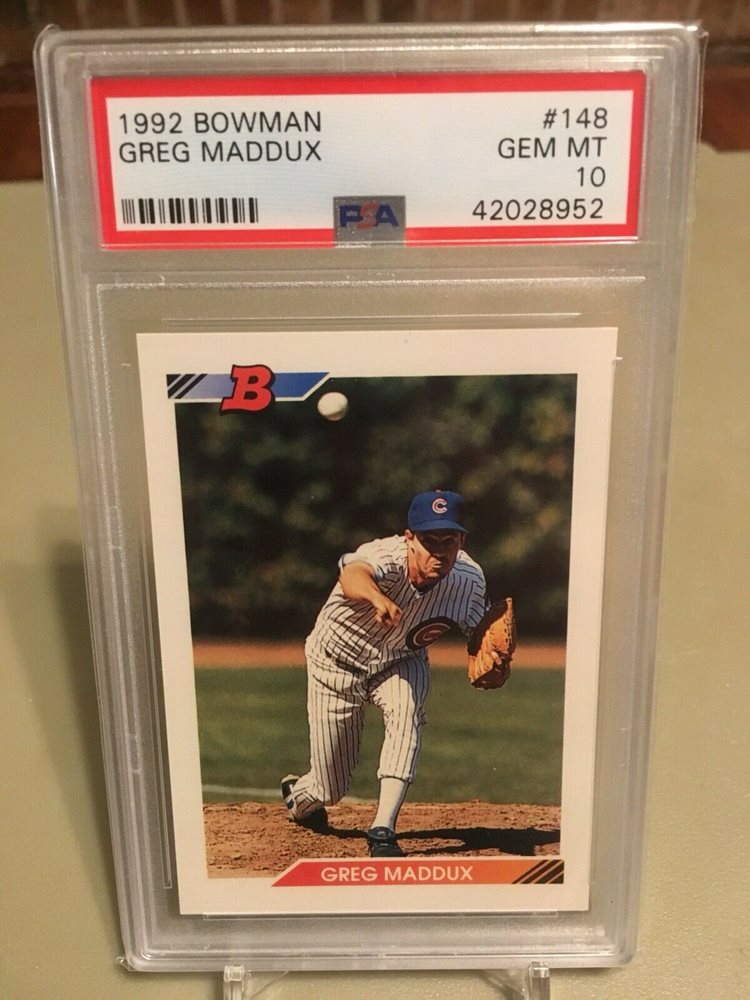 1992 BOWMAN #148
GREG MADDUX GEM MT
10
PSA 42028952
B
C
C
GREG MADDUX